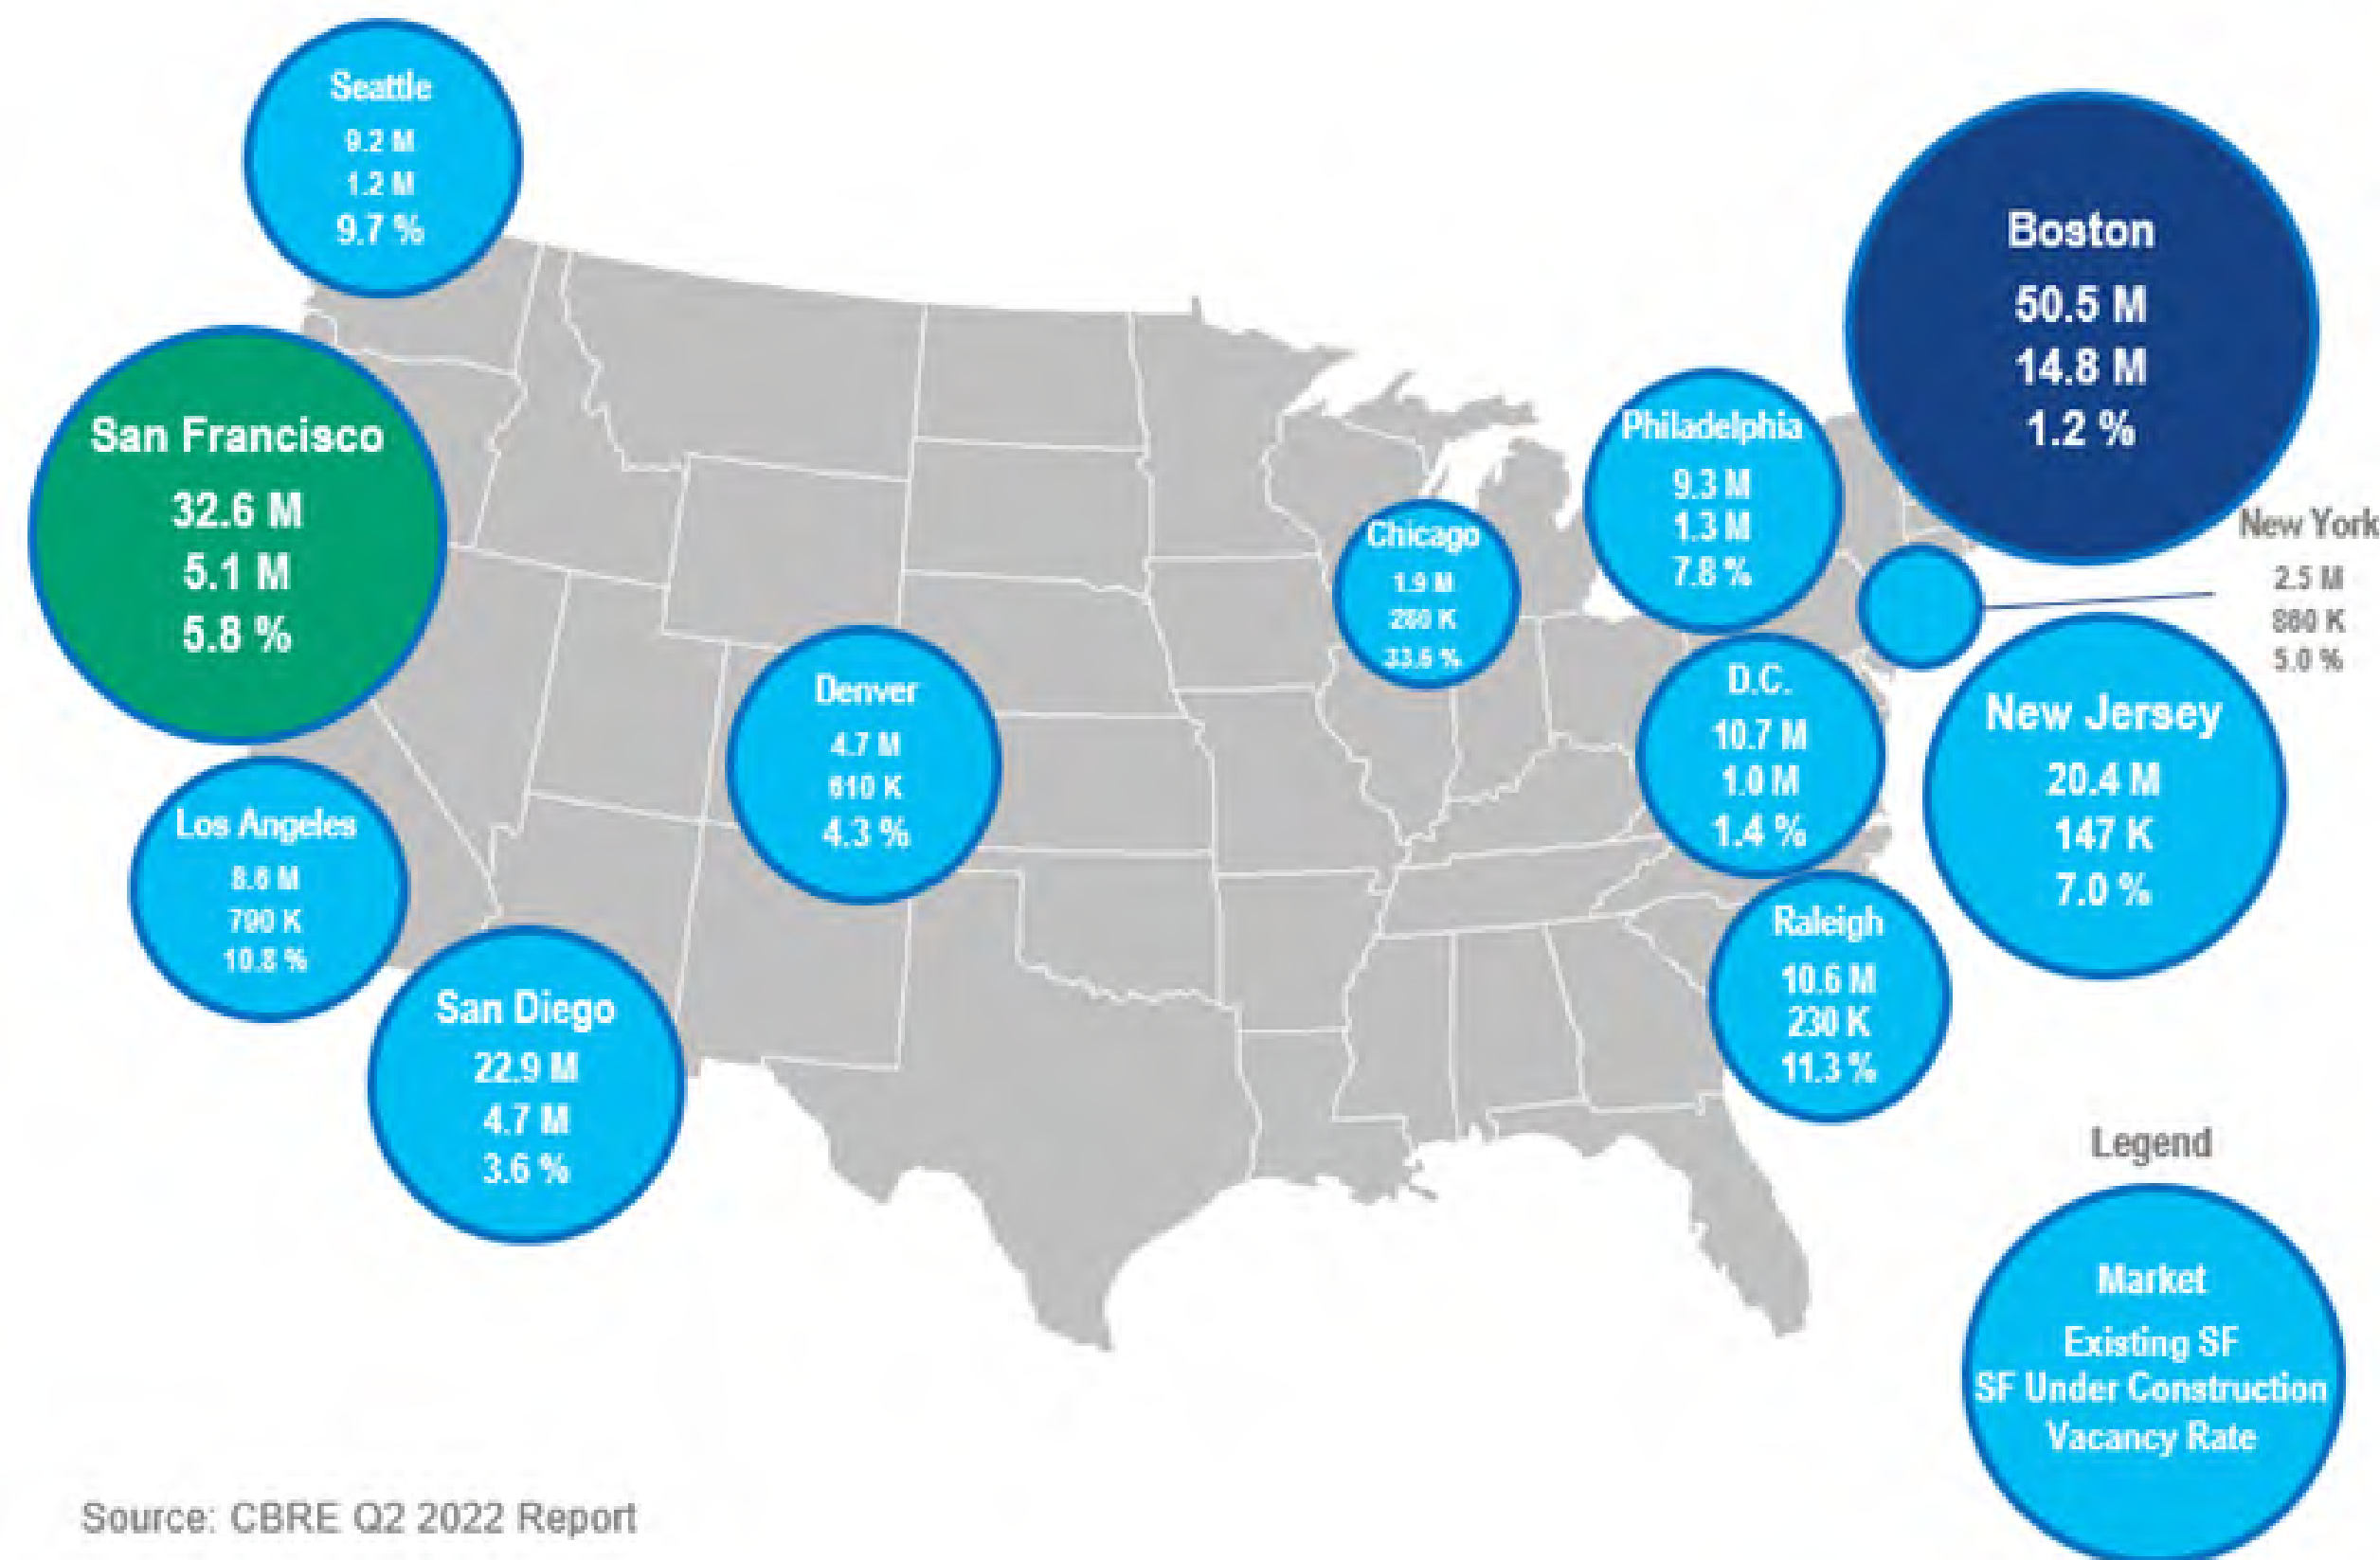 Seattle
9.2 M
1.2 M
9.7 %
San Francisco
32.6 M
5.1 M
5.8 %
Los Angeles
8.6 M
790 K
10.8 %
San Diego
22.9 M
4.7 M
3.6 %
Denver
4.7 M
610 K
4.3 %
Chicago
1.9 M
260 K
33.5 %
Philadelphia
9.3 M
1.3 M
7.8 %
Boston
50.5 M
14.8 M
1.2 %
New York
2.5 M
860 K
5.0 %
D.C.
10.7 M
1.0 M
1.4 %
New Jersey
20.4 M
147 K
7.0 %
Raleigh
10.6 M
230 K
11.3 %
Legend
Market
Existing SF
SF Under Construction
Vacancy Rate
Source: CBRE Q2 2022 Report